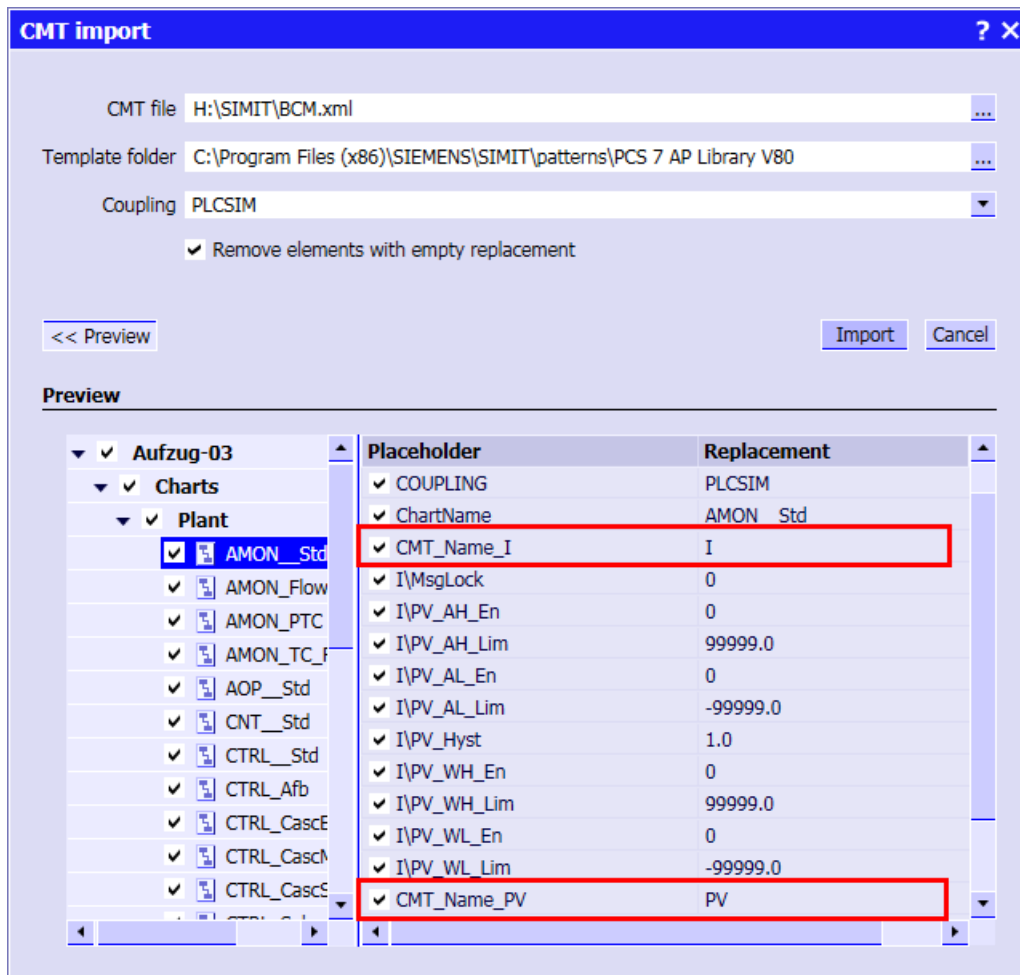 CMT import ? ×
CMT file H:\SIMIT\BCM.xml ...
Template folder C:\Program Files (x86)\SIEMENS\SIMIT\patterns\PCS 7 AP Library V80 ...
Coupling PLCSIM
Remove elements with empty replacement
<< Preview Import Cancel
Preview
Aufzug-03
Charts
Plant
AMON__Std
AMON_Flow
AMON_PTC
AMON_TC_
AOP__Std
CNT__Std
CTRL__Std
CTRL_Afb
CTRL_Casc
CTRL_Casc
CTRL_Casc
Placeholder Replacement
COUPLING PLCSIM
ChartName AMON__Std
CMT_Name_I I
I\MsgLock 0
I\PV_AH_En 0
I\PV_AH_Lim 99999.0
I\PV_AL_En 0
I\PV_AL_Lim -99999.0
I\PV_Hyst 1.0
I\PV_WH_En 0
I\PV_WH_Lim 99999.0
I\PV_WL_En 0
I\PV_WL_Lim -99999.0
CMT_Name_PV PV